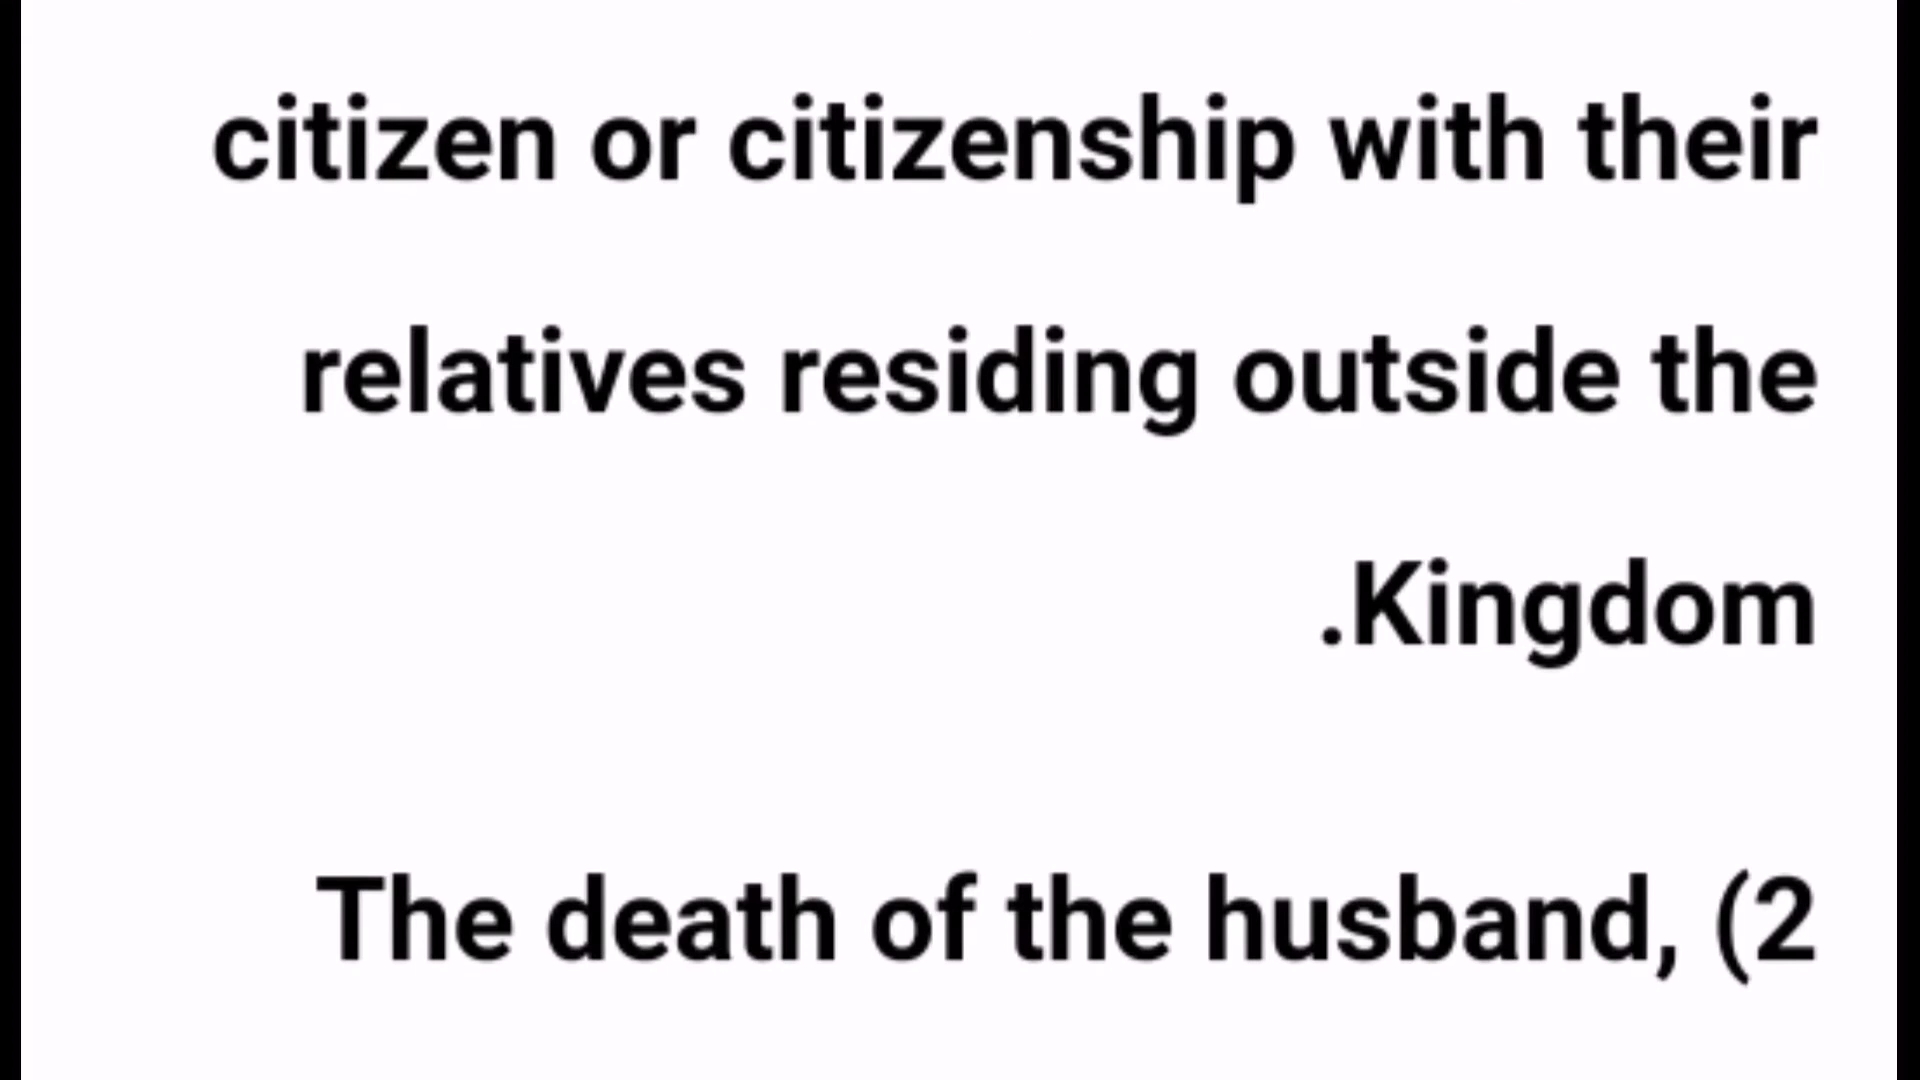 citizen or citizenship with their
relatives residing outside the
.Kingdom
The death of the husband, (2